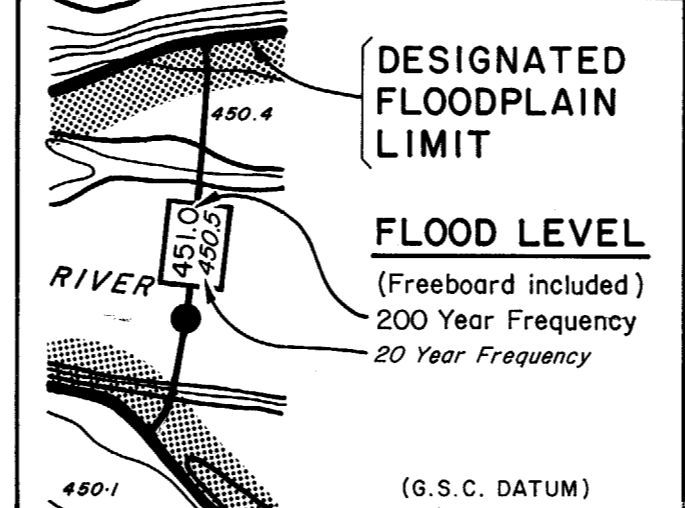 DESIGNATED
FLOODPLAIN
LIMIT
450.4
451.0
450.5
FLOOD LEVEL
RIVER
(Freeboard included)
200 Year Frequency
20 Year Frequency
450.1
(G.S.C. DATUM)